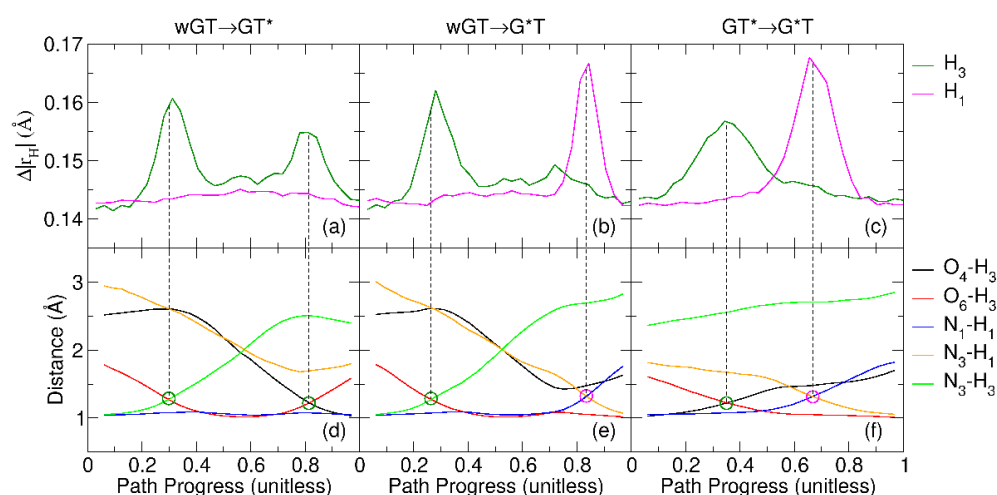 wGT→GT* wGT→G*T GT*→G*T
0.17
0.16
0.15
0.14
Δ|r_H| (Å)
(a) (b) (c)
H₃
H₁
3
2
1
Distance (Å)
(d) (e) (f)
O₄-H₃
O₆-H₃
N₁-H₁
N₃-H₁
N₃-H₃
0 0.2 0.4 0.6 0.8 0 0.2 0.4 0.6 0.8 0 0.2 0.4 0.6 0.8 1
Path Progress (unitless) Path Progress (unitless) Path Progress (unitless)